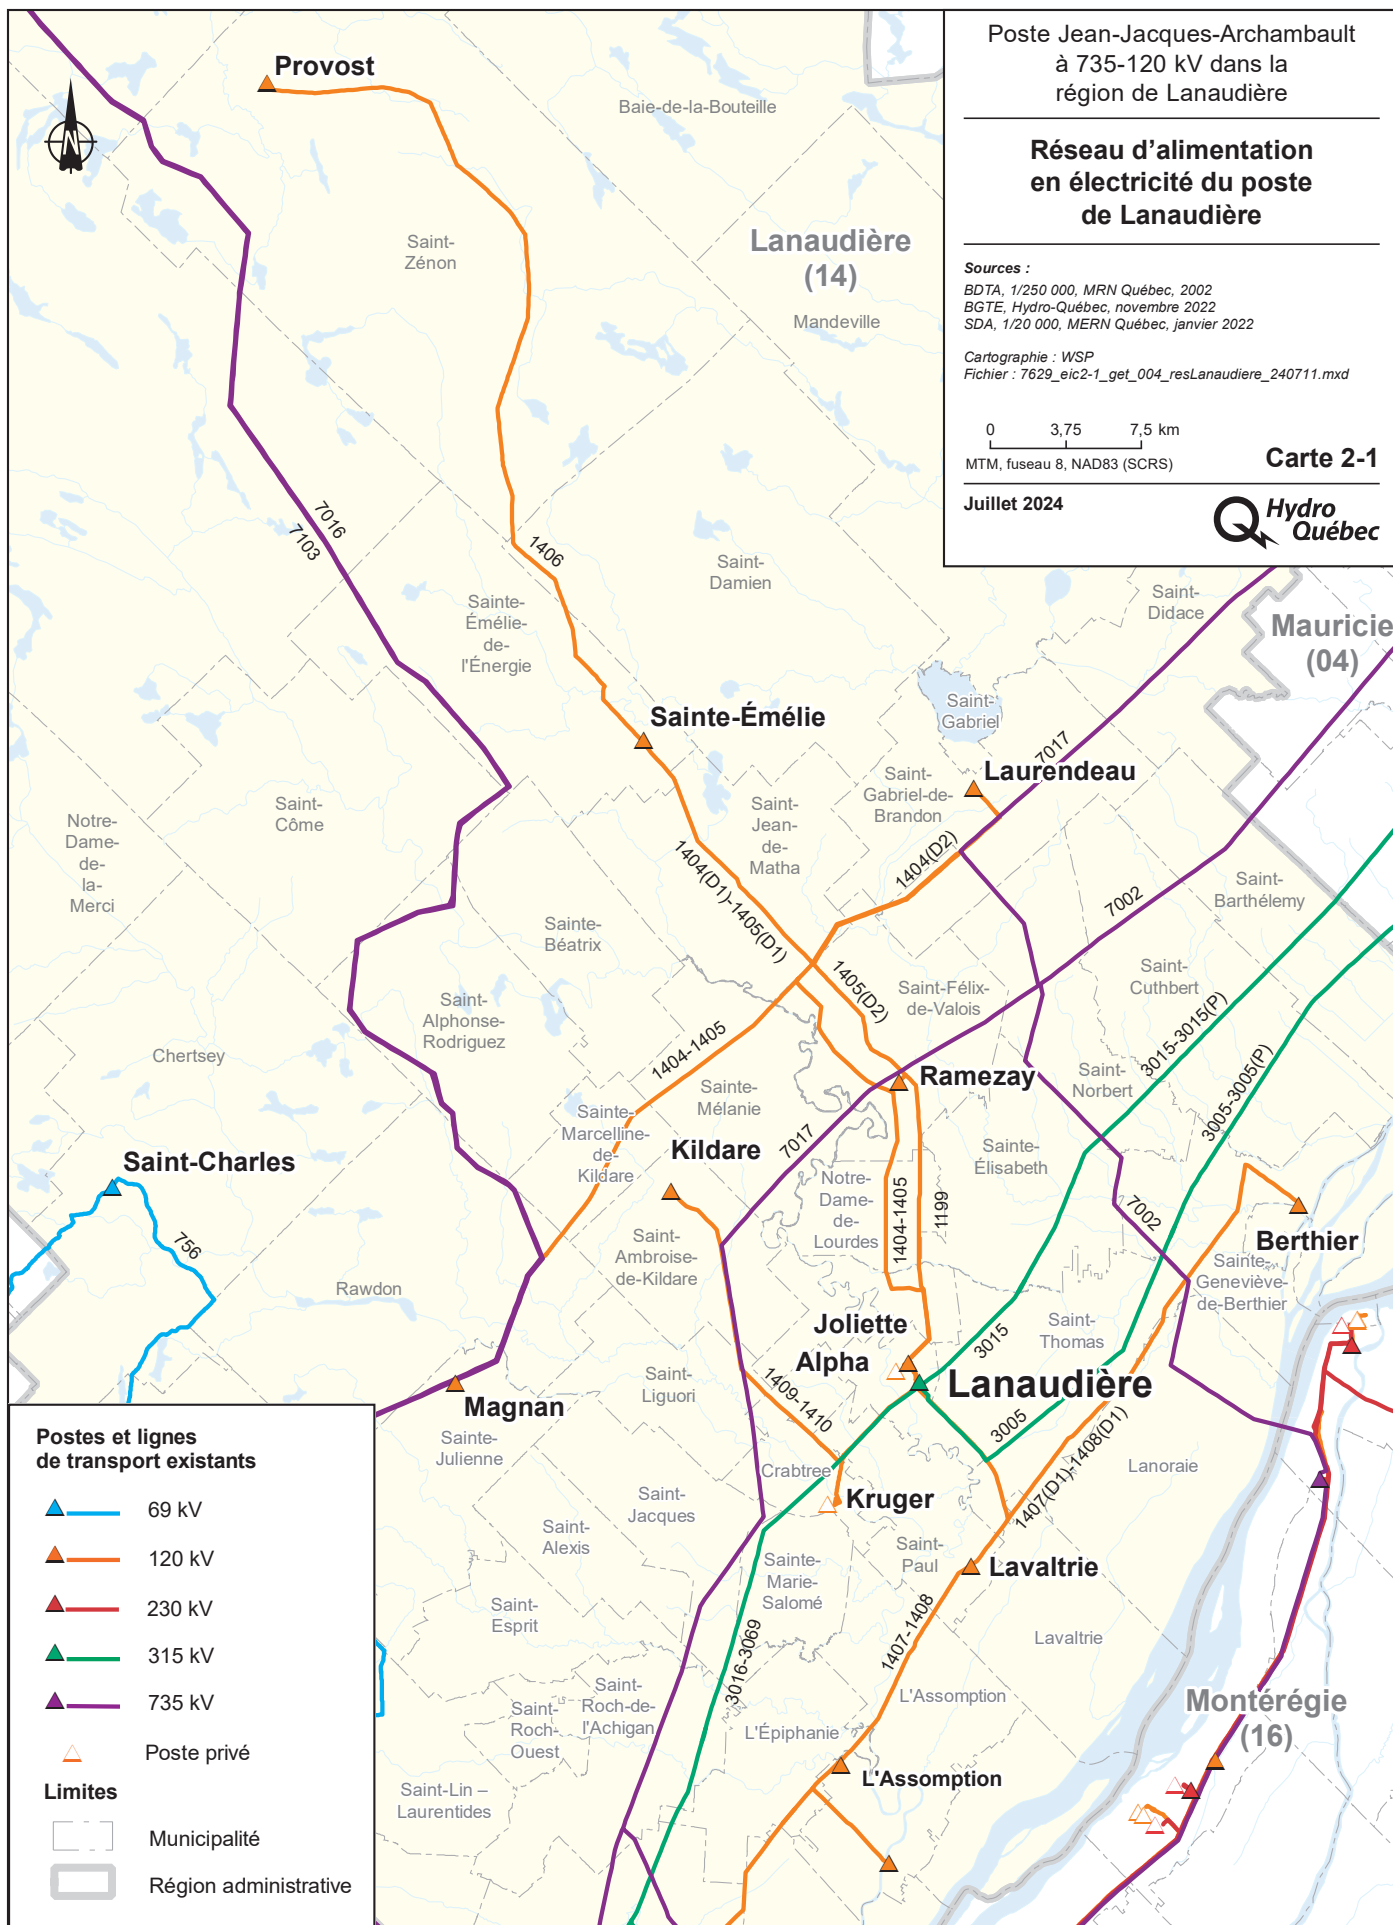 Poste Jean-Jacques-Archambault
à 735-120 kV dans la
région de Lanaudière
Réseau d’alimentation
en électricité du poste
de Lanaudière
Sources :
BDTA, 1/250 000, MRN Québec, 2002
BGTE, Hydro-Québec, novembre 2022
SDA, 1/20 000, MERN Québec, janvier 2022
Cartographie : WSP
Fichier : 7629_eic2-1_get_004_resLanaudiere_240711.mxd
0 3,75 7,5 km
MTM, fuseau 8, NAD83 (SCRS)
Carte 2-1
Juillet 2024
Hydro
Québec
N
Provost
Baie-de-la-Bouteille
Saint-
Zénon
Lanaudière
(14)
Mandeville
7016
7103
1406
Saint-
Damien
Sainte-
Émélie-
de-
l'Énergie
Saint-
Didace
Mauricie
(04)
Saint-
Gabriel
Sainte-Émélie
7017
Laurendeau
Saint-
Gabriel-de-
Brandon
Saint-
Côme
Notre-
Dame-
de-
la-
Merci
Saint-
Jean-
de-
Matha
1404(D1)-1405(D1)
1404(D2)
7002
Saint-
Barthélemy
Sainte-
Béatrix
1405(D2)
Saint-Félix-
de-Valois
Saint-
Cuthbert
Saint-
Alphonse-
Rodriguez
Chertsey
1404-1405
3015-3015(P)
3005-3005(P)
Ramezay
Saint-
Norbert
Sainte-
Mélanie
Sainte-
Marcelline-
de-
Kildare
7017
Kildare
Saint-Charles
Sainte-
Élisabeth
Notre-
Dame-
de-
Lourdes
1404-1405
1199
7002
756
Berthier
Saint-
Ambroise-
de-Kildare
Sainte-
Geneviève-
de-Berthier
Rawdon
Joliette
Alpha
3015
Saint-
Thomas
Lanaudière
Saint-
Liguori
Magnan
1409-1410
3005
1407(D1)-1408(D1)
Sainte-
Julienne
Crabtree
Lanoraie
Kruger
Saint-
Jacques
Saint-
Alexis
Saint-
Paul
Sainte-
Marie-
Salomé
Lavaltrie
Saint-
Esprit
1407-1408
3016-3069
Lavaltrie
Saint-
Roch-de-
l'Achigan
Saint-
Roch-
Ouest
L'Assomption
L'Épiphanie
Montérégie
(16)
L'Assomption
Saint-Lin –
Laurentides
Postes et lignes
de transport existants
69 kV
120 kV
230 kV
315 kV
735 kV
Poste privé
Limites
Municipalité
Région administrative